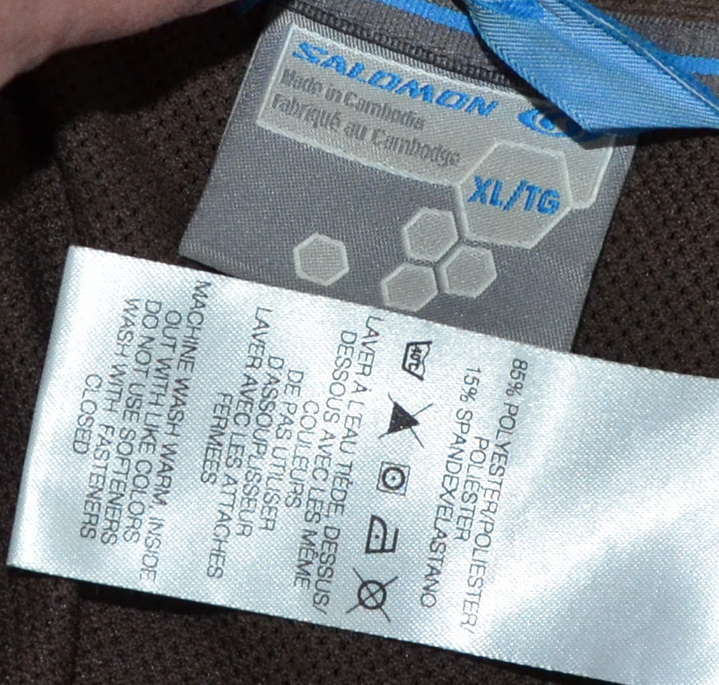 SALOMON
Made in Cambodia
Fabriqué au Cambodge
XL/TG
85% POLYESTER/POLIESTER/
POLIESTER
15% SPANDEX/ELASTANO
40°C
LAVER À L'EAU TIÈDE, DESSUS/
DESSOUS AVEC LES MÊME
COULEURS
DE PAS UTILISER
D'ASSOUPLISSEUR
LAVER AVEC LES ATTACHES
FERMÉES
MACHINE WASH WARM, INSIDE
OUT WITH LIKE COLORS
DO NOT USE SOFTENERS
WASH WITH FASTENERS
CLOSED